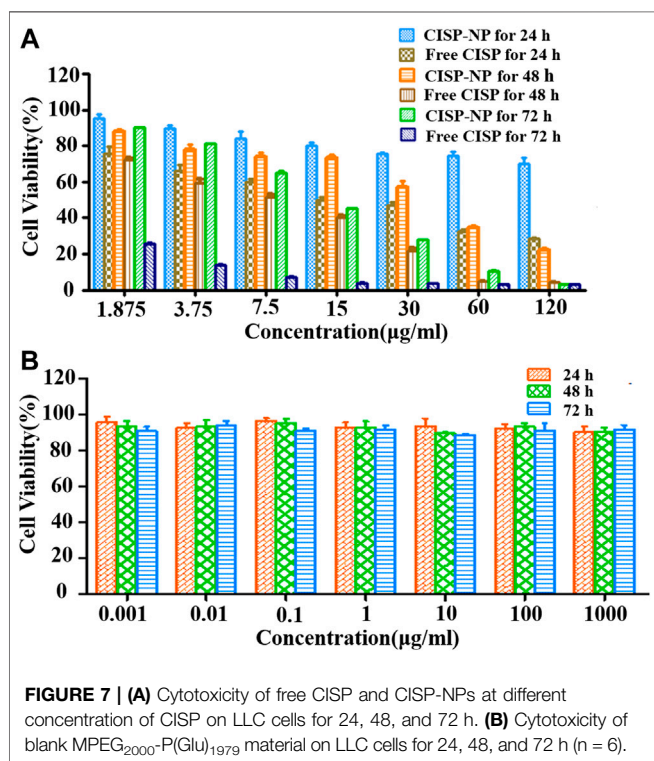 A
CISP-NP for 24 h
Free CISP for 24 h
CISP-NP for 48 h
Free CISP for 48 h
CISP-NP for 72 h
Free CISP for 72 h
Cell Viability(%)
120
100
80
60
40
20
0
1.875 3.75 7.5 15 30 60 120
Concentration(μg/ml)
B
24 h
48 h
72 h
Cell Viability(%)
120
100
80
60
40
20
0
0.001 0.01 0.1 1 10 100 1000
Concentration(μg/ml)
FIGURE 7 | (A) Cytotoxicity of free CISP and CISP-NPs at different
concentration of CISP on LLC cells for 24, 48, and 72 h. (B) Cytotoxicity of
blank MPEG₂₀₀₀-P(Glu)₁₉₇₉ material on LLC cells for 24, 48, and 72 h (n = 6).